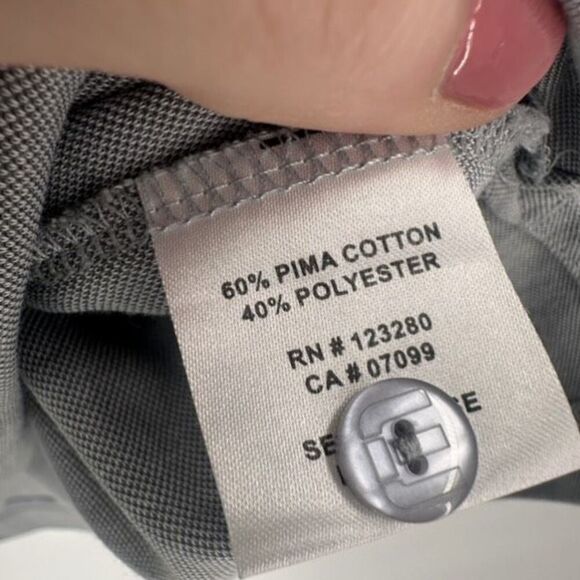 60% PIMA COTTON
40% POLYESTER
RN # 123280
CA # 07099